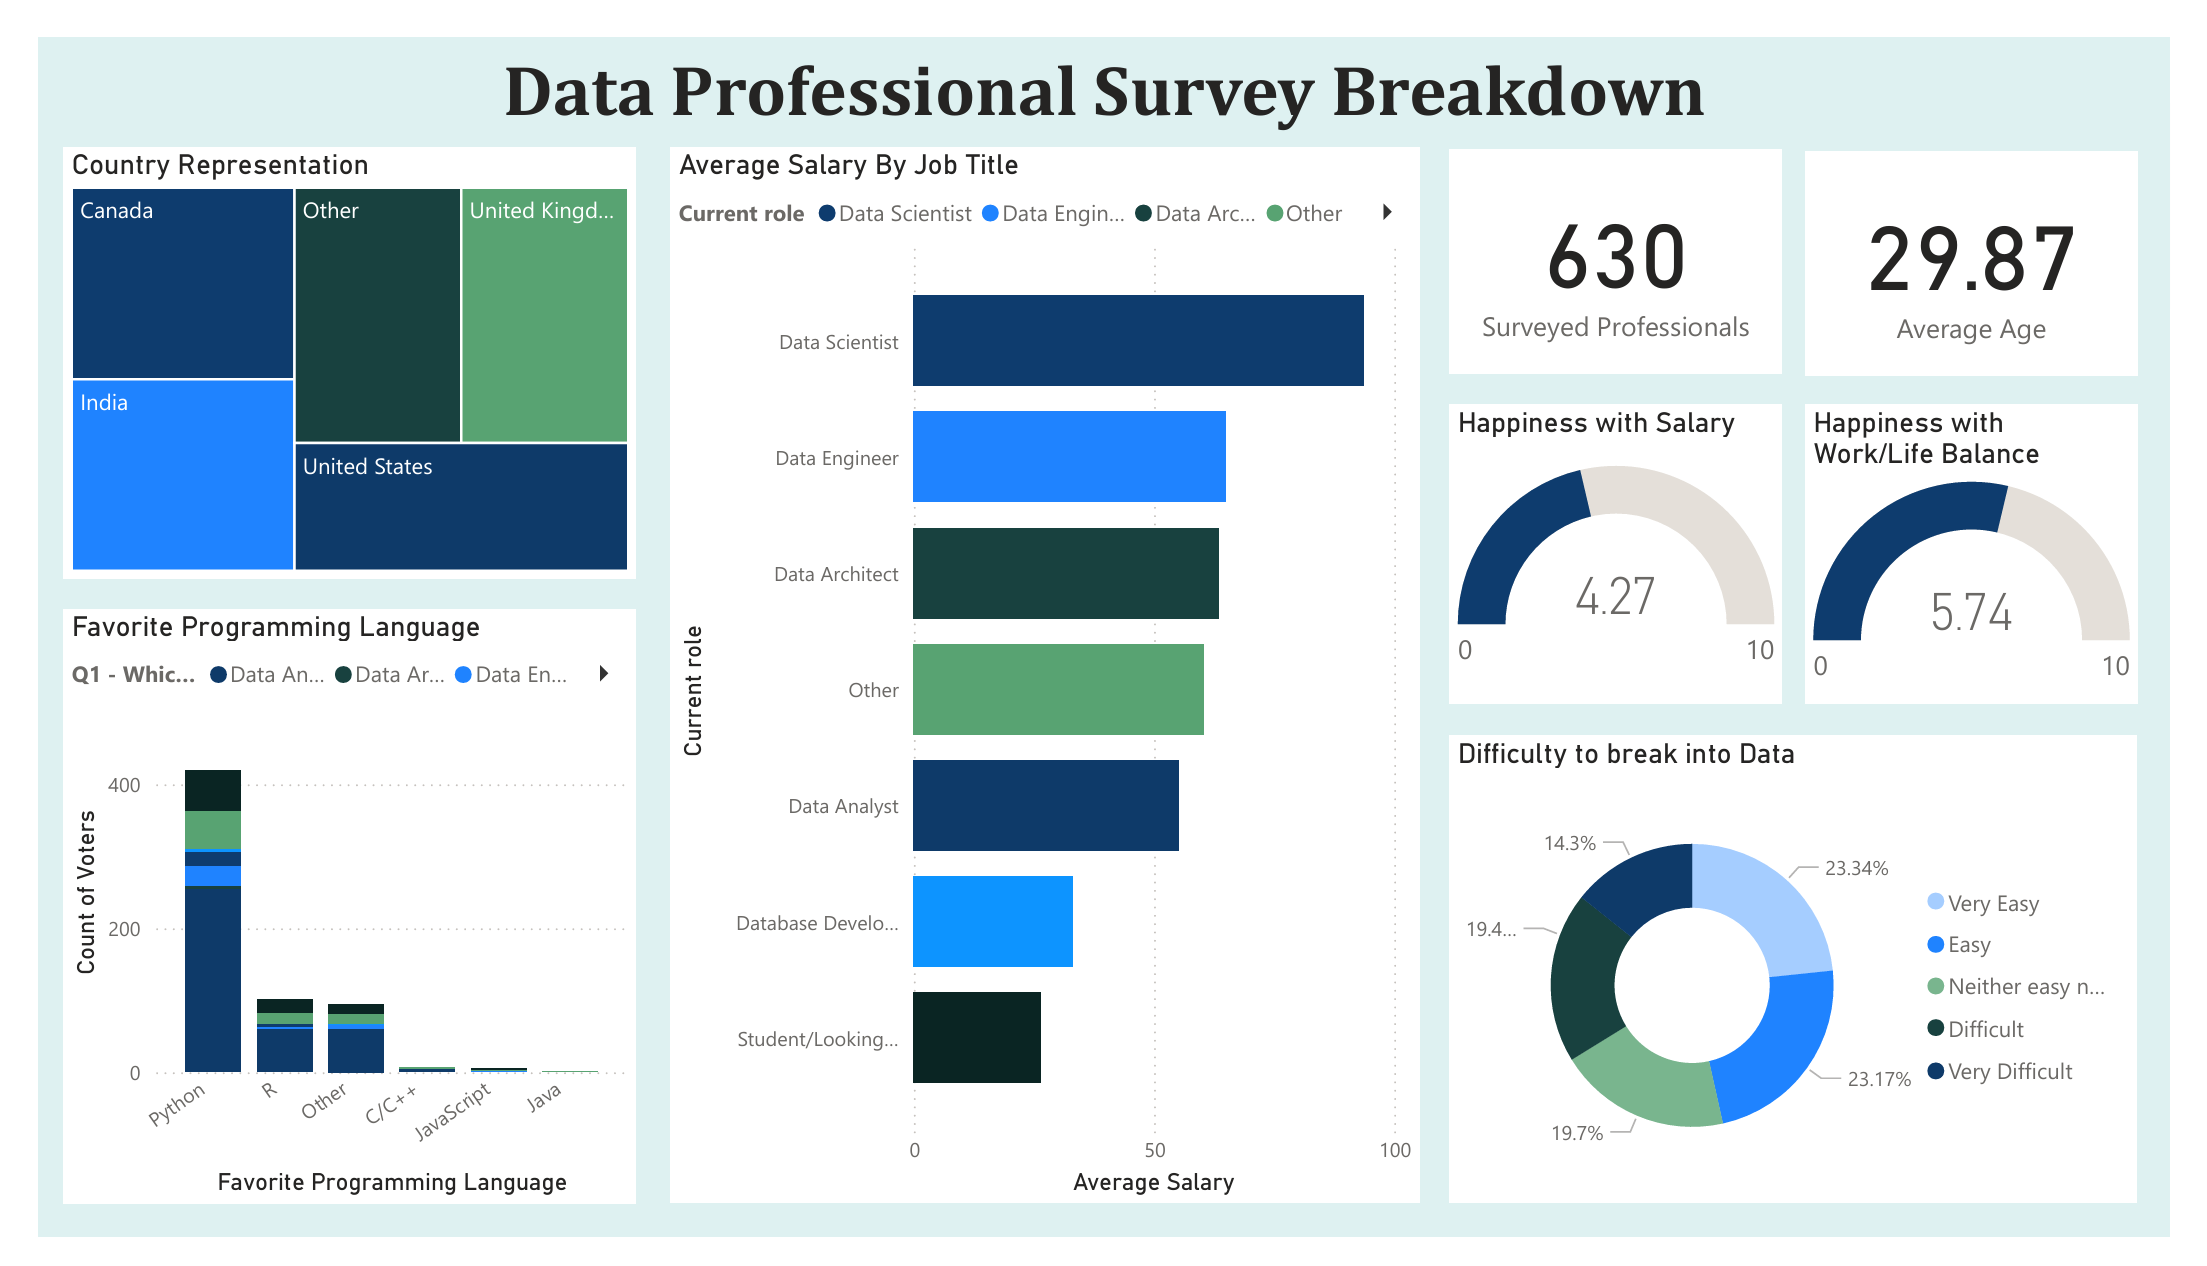 Data Professional Survey Breakdown
Country Representation
Canada
Other
United Kingd...
India
United States
Favorite Programming Language
Q1 - Whic... Data An... Data Ar... Data En...
Count of Voters
400
200
0
Python
R
Other
C/C++
JavaScript
Java
Favorite Programming Language
Average Salary By Job Title
Current role Data Scientist Data Engin... Data Arc... Other
Current role
Data Scientist
Data Engineer
Data Architect
Other
Data Analyst
Database Develo...
Student/Looking...
0 50 100
Average Salary
630
Surveyed Professionals
29.87
Average Age
Happiness with Salary
4.27
0 10
Happiness with
Work/Life Balance
5.74
0 10
Difficulty to break into Data
14.3%
23.34%
19.4...
23.17%
19.7%
Very Easy
Easy
Neither easy n...
Difficult
Very Difficult